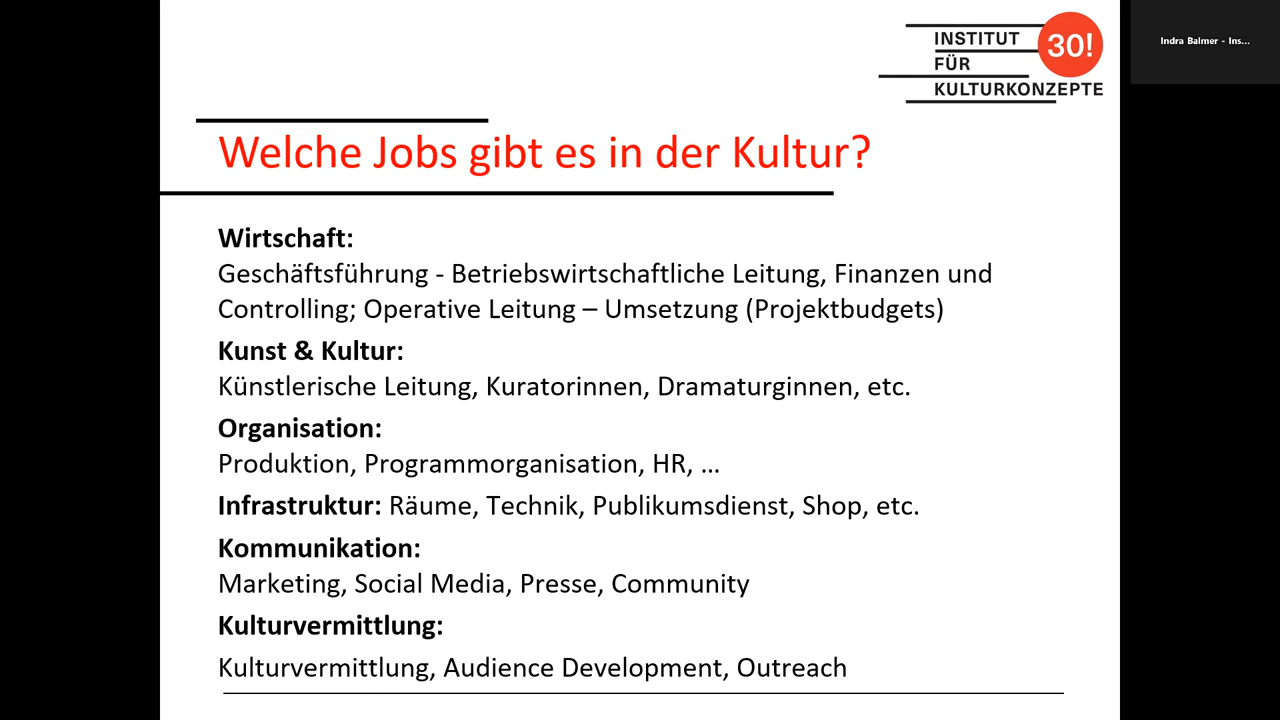 INSTITUT
FÜR
KULTURKONZEPTE
30!
Indra Balmer - Ins...
Welche Jobs gibt es in der Kultur?
Wirtschaft:
Geschäftsführung - Betriebswirtschaftliche Leitung, Finanzen und
Controlling; Operative Leitung – Umsetzung (Projektbudgets)
Kunst & Kultur:
Künstlerische Leitung, Kuratorinnen, Dramaturginnen, etc.
Organisation:
Produktion, Programmorganisation, HR, ...
Infrastruktur: Räume, Technik, Publikumsdienst, Shop, etc.
Kommunikation:
Marketing, Social Media, Presse, Community
Kulturvermittlung:
Kulturvermittlung, Audience Development, Outreach